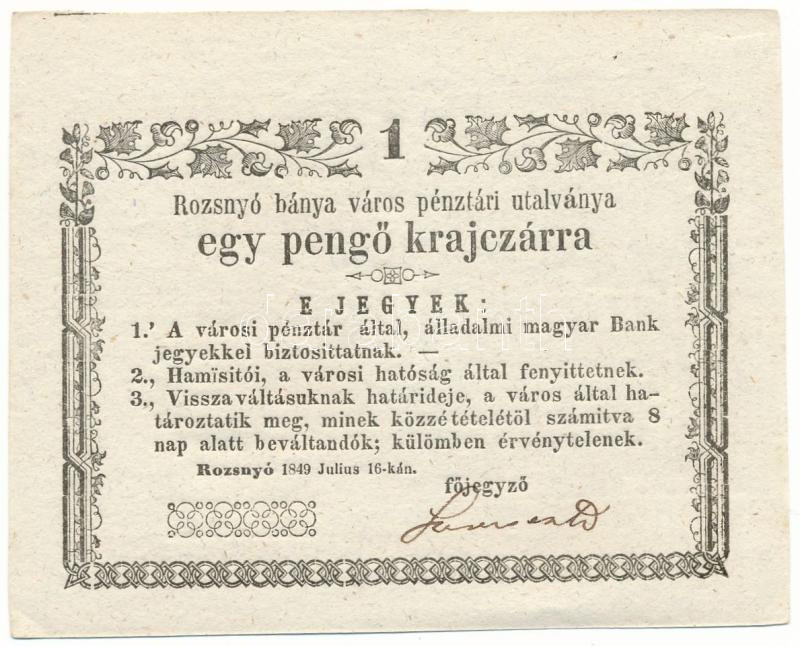 1
Rozsnyó bánya város pénztári utalványa
egy pengő krajczárra
E JEGYEK:
1.' A városi pénztár által, álladalmi magyar Bank
jegyekkel biztosittatnak. —
2., Hamïsitói, a városi hatóság által fenyittetnek.
3., Visszaváltásuknak határideje, a város által ha-
tároztatik meg, minek közzétételétöl számitva 8
nap alatt beváltandók; külömben érvénytelenek.
Rozsnyó 1849 Julius 16-kán.
főjegyző